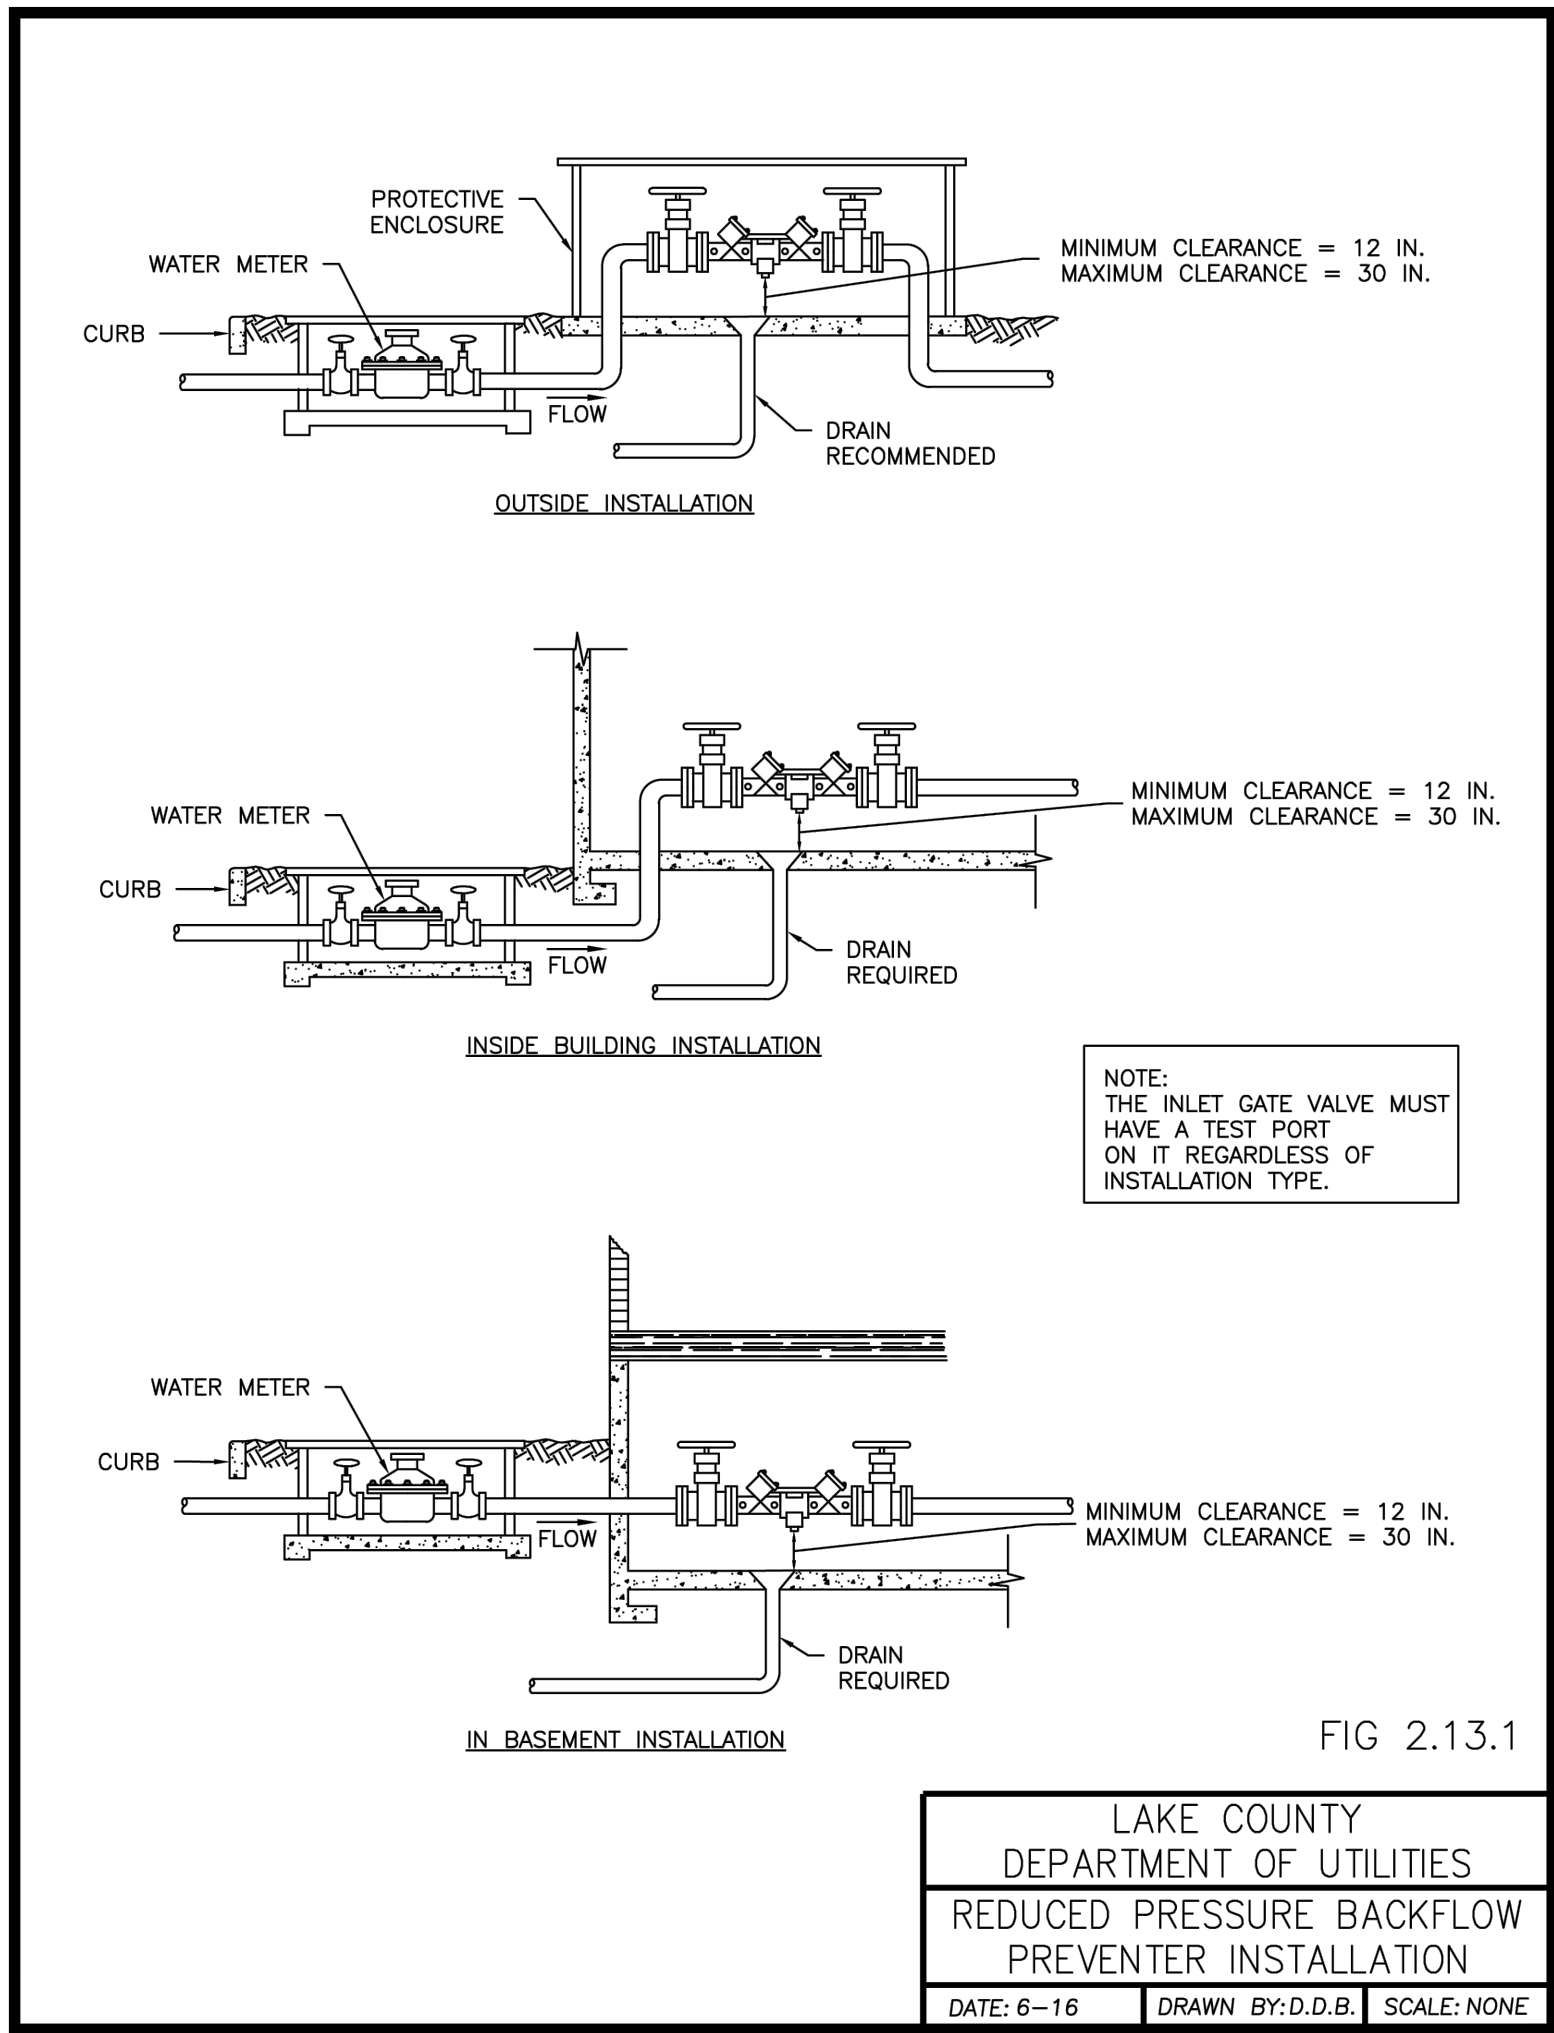 PROTECTIVE
ENCLOSURE
WATER METER
CURB
MINIMUM CLEARANCE = 12 IN.
MAXIMUM CLEARANCE = 30 IN.
FLOW
DRAIN
RECOMMENDED
OUTSIDE INSTALLATION
WATER METER
CURB
MINIMUM CLEARANCE = 12 IN.
MAXIMUM CLEARANCE = 30 IN.
FLOW
DRAIN
REQUIRED
INSIDE BUILDING INSTALLATION
NOTE:
THE INLET GATE VALVE MUST
HAVE A TEST PORT
ON IT REGARDLESS OF
INSTALLATION TYPE.
WATER METER
CURB
FLOW
MINIMUM CLEARANCE = 12 IN.
MAXIMUM CLEARANCE = 30 IN.
DRAIN
REQUIRED
IN BASEMENT INSTALLATION
FIG 2.13.1
LAKE COUNTY
DEPARTMENT OF UTILITIES
REDUCED PRESSURE BACKFLOW
PREVENTER INSTALLATION
DATE: 6-16 DRAWN BY: D.D.B. SCALE: NONE